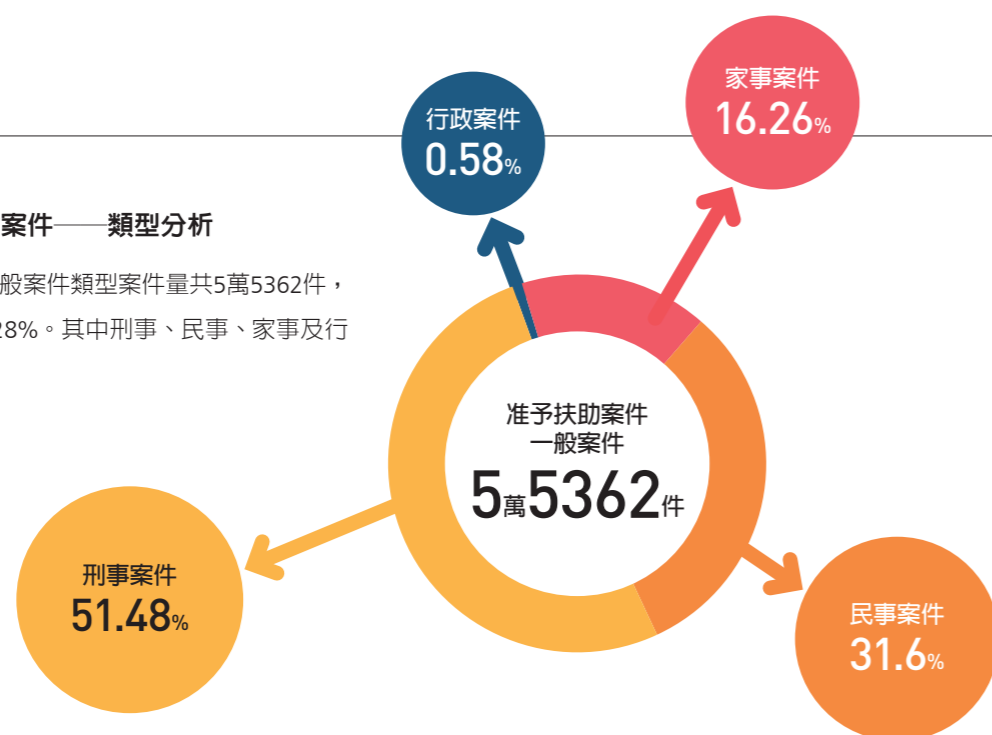 家事案件
16.26%
行政案件
0.58%
案件——類型分析
般案件類型案件量共5萬5362件，
28%。其中刑事、民事、家事及行
准予扶助案件
一般案件
5萬5362件
刑事案件
51.48%
民事案件
31.6%